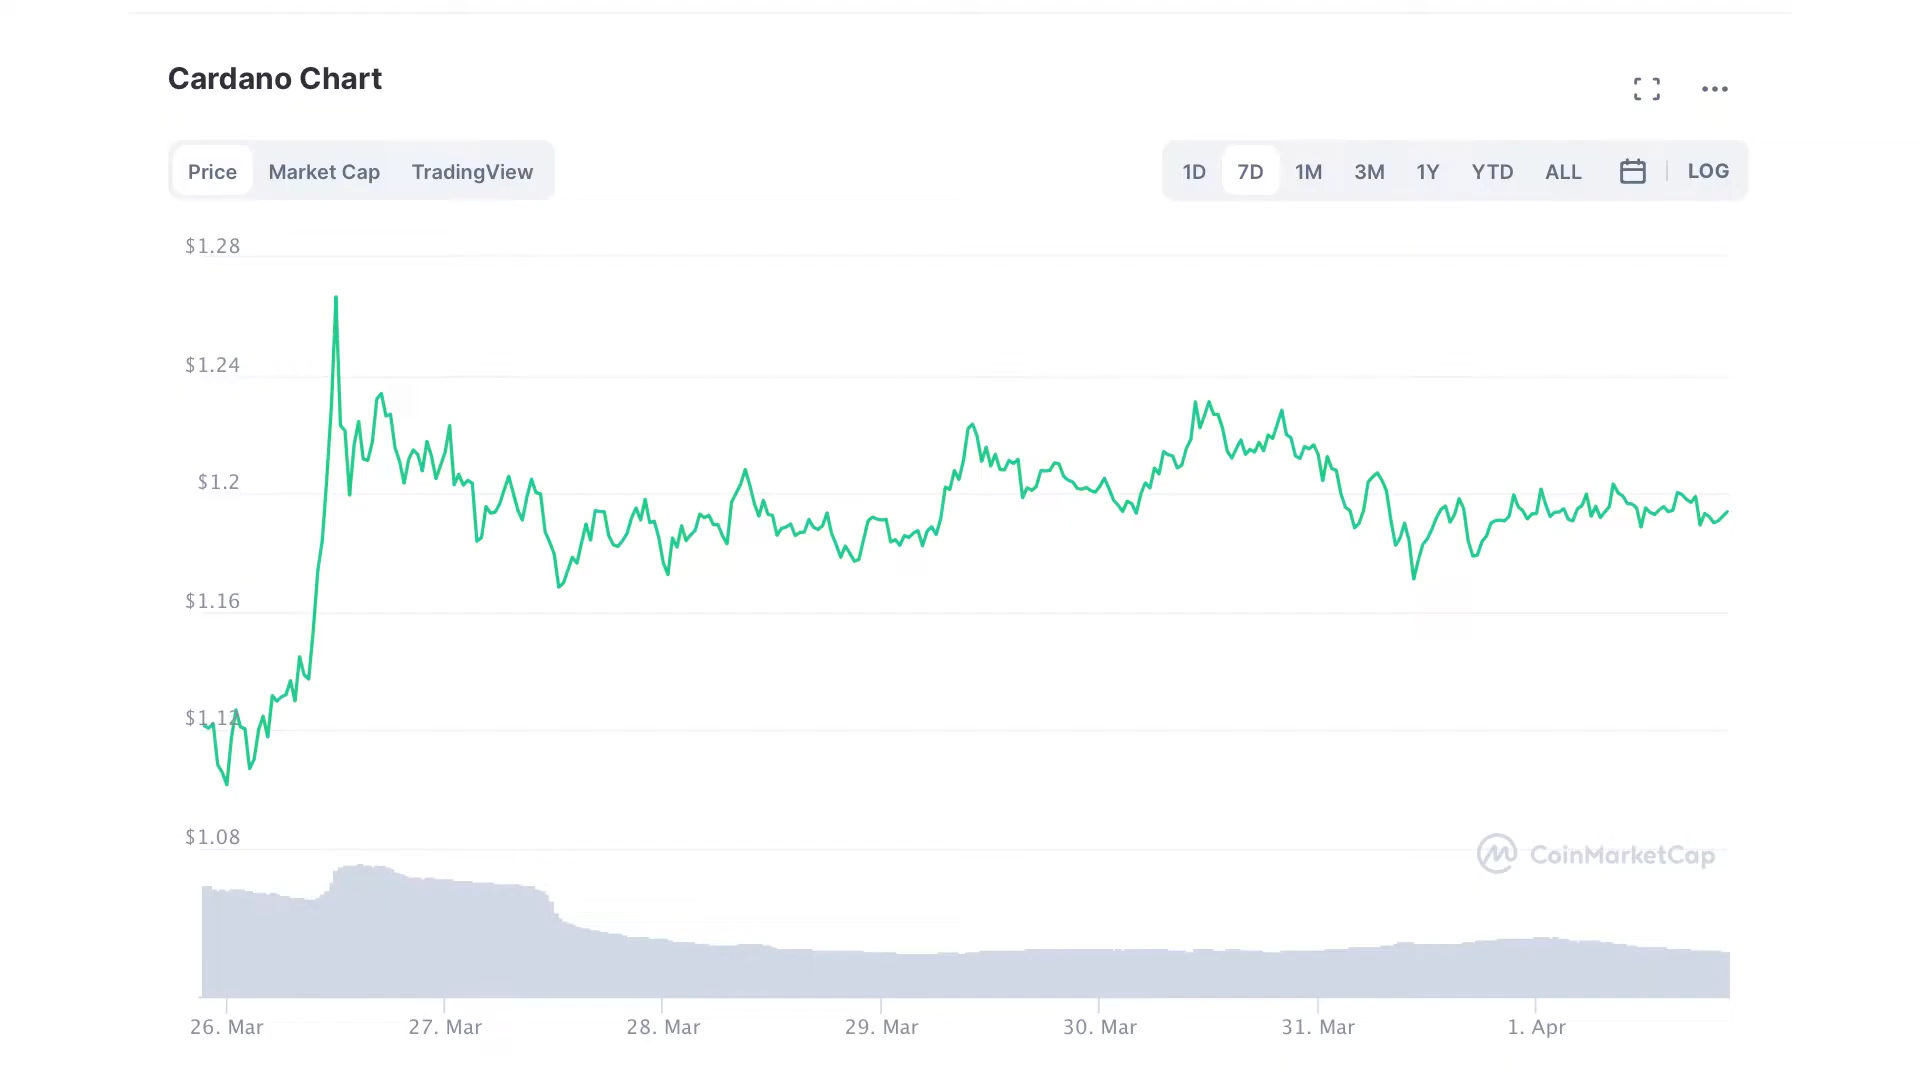 Cardano Chart
Price Market Cap TradingView
1D 7D 1M 3M 1Y YTD ALL LOG
$1.28
$1.24
$1.2
$1.16
$1.12
$1.08
CoinMarketCap
26. Mar 27. Mar 28. Mar 29. Mar 30. Mar 31. Mar 1. Apr